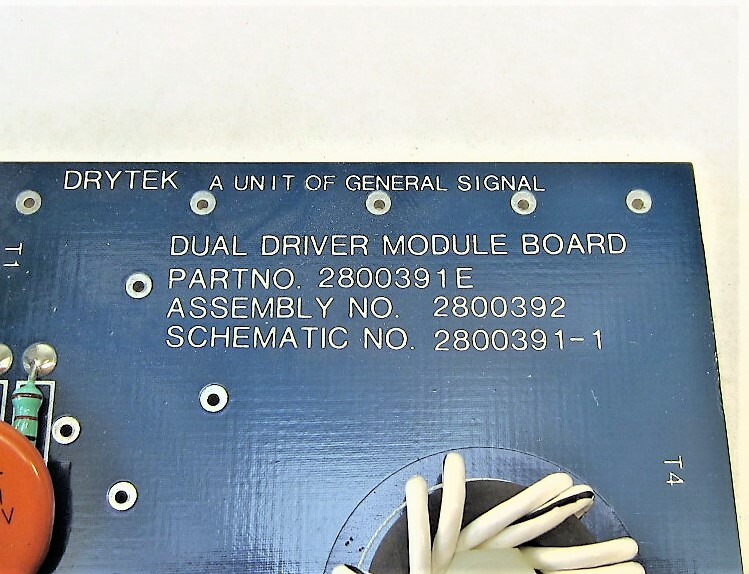 DRYTEK A UNIT OF GENERAL SIGNAL
DUAL DRIVER MODULE BOARD
PARTNO. 2800391E
ASSEMBLY NO. 2800392
SCHEMATIC NO. 2800391-1
T1
T4
V